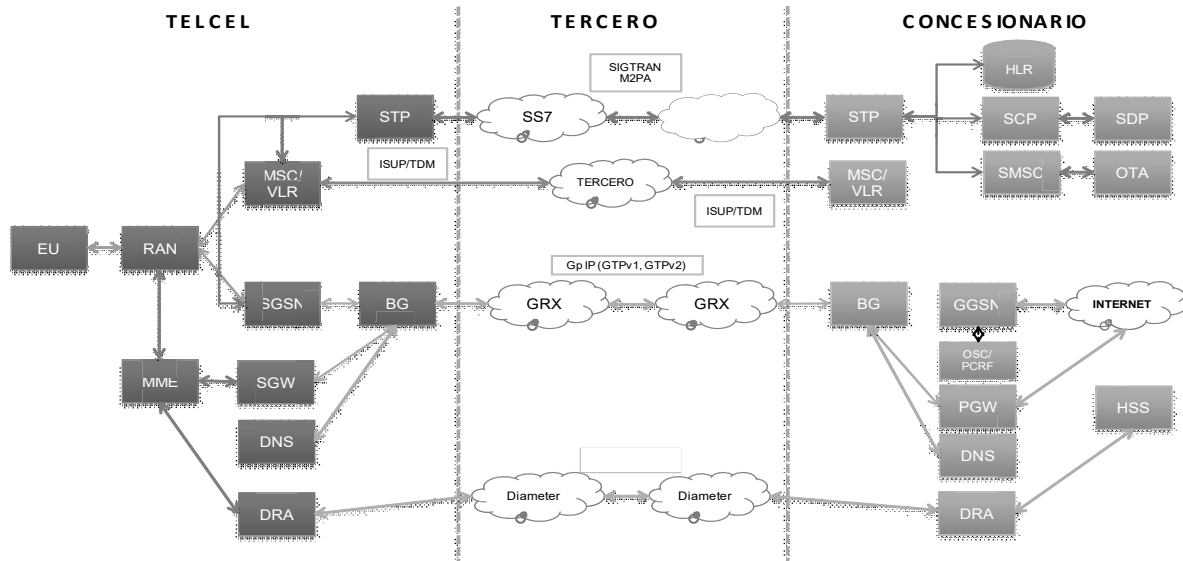 TELCEL
TERCERO
CONCESIONARIO
SIGTRAN
M2PA
HLR
STP
SS7
STP
SCP
SDP
ISUP/TDM
MSC/
VLR
TERCERO
MSC/
VLR
SMSC
OTA
ISUP/TDM
EU
RAN
Gp IP (GTPv1, GTPv2)
SGSN
BG
GRX
GRX
BG
GGSN
INTERNET
OSC/
PCRF
MME
SGW
PGW
HSS
DNS
DNS
DRA
Diameter
Diameter
DRA